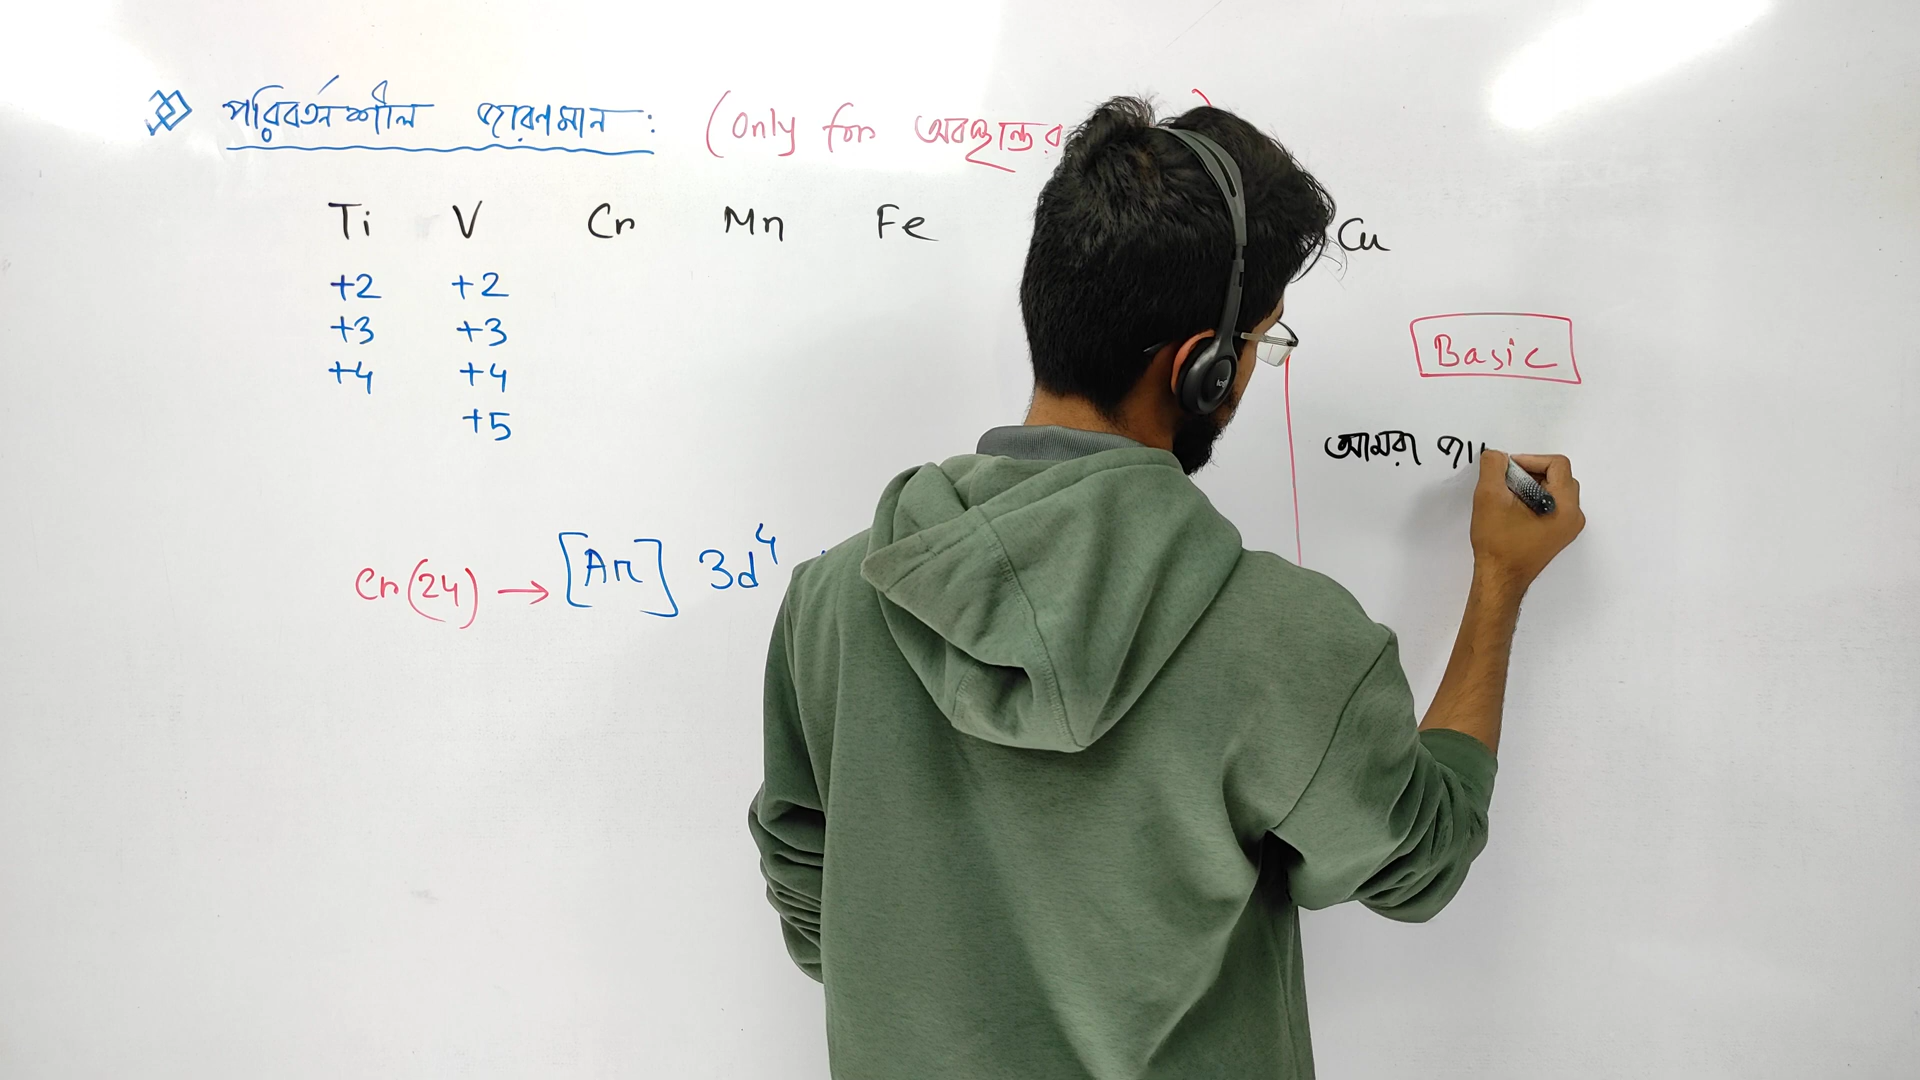 পরিবর্তনশীল জারণমান : (Only for অবস্থান্তর
Ti V Cr Mn Fe Cu
+2 +2
+3 +3
+4 +4
+5
Basic
আমরা
Cr(24) → [Ar] 3d⁴